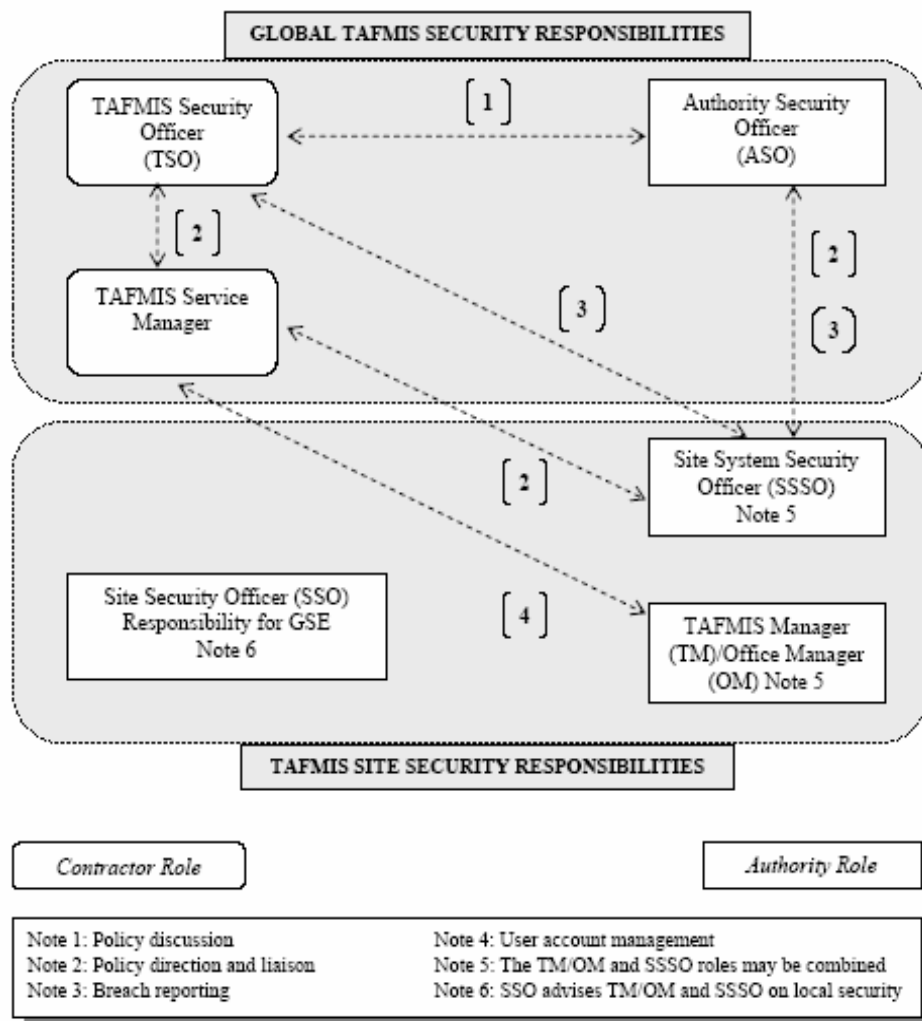 GLOBAL TAFMIS SECURITY RESPONSIBILITIES
TAFMIS Security
Officer
(TSO)
[1]
Authority Security
Officer
(ASO)
[2]
TAFMIS Service
Manager
[3]
[2]
[3]
Site System Security
Officer (SSSO)
Note 5
[2]
Site Security Officer (SSO)
Responsibility for GSE
Note 6
[4]
TAFMIS Manager
(TM)/Office Manager
(OM) Note 5
TAFMIS SITE SECURITY RESPONSIBILITIES
Contractor Role
Authority Role
Note 1: Policy discussion
Note 2: Policy direction and liaison
Note 3: Breach reporting
Note 4: User account management
Note 5: The TM/OM and SSSO roles may be combined
Note 6: SSO advises TM/OM and SSSO on local security